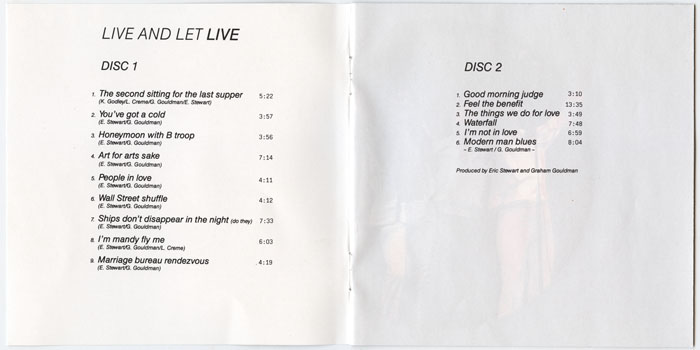 LIVE AND LET LIVE
DISC 1
1. The second sitting for the last supper 5:22
(K. Godley/L. Creme/G. Gouldman/E. Stewart)
2. You've got a cold 3:57
(E. Stewart/G. Gouldman)
3. Honeymoon with B troop 3:56
(E. Stewart/G. Gouldman)
4. Art for arts sake 7:14
(E. Stewart/G. Gouldman)
5. People in love 4:11
(E. Stewart/G. Gouldman)
6. Wall Street shuffle 4:12
(E. Stewart/G. Gouldman)
7. Ships don't disappear in the night (do they) 7:33
(E. Stewart/G. Gouldman)
8. I'm mandy fly me 6:03
(E. Stewart/G. Gouldman/L. Creme)
9. Marriage bureau rendezvous 4:19
(E. Stewart/G. Gouldman)
DISC 2
1. Good morning judge 3:10
2. Feel the benefit 13:35
3. The things we do for love 3:49
4. Waterfall 7:48
5. I'm not in love 6:59
6. Modern man blues 8:04
~ E. Stewart / G. Gouldman ~
Produced by Eric Stewart and Graham Gouldman